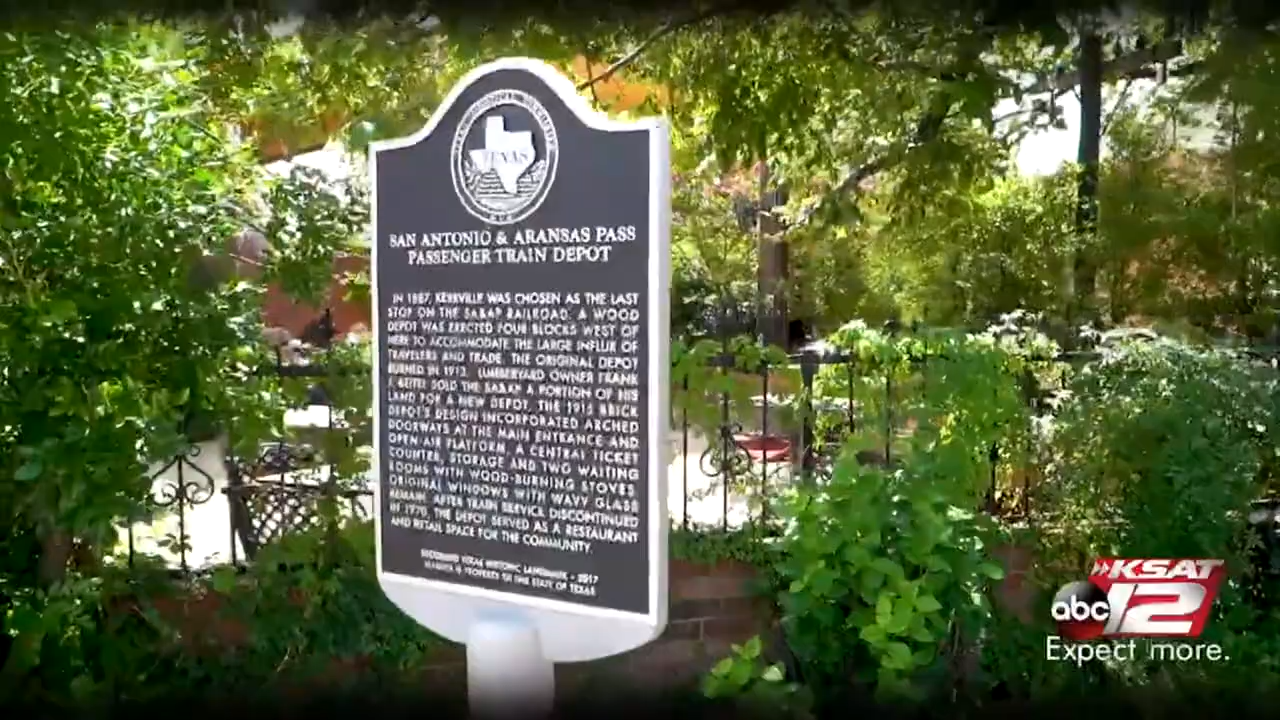 TEXAS
SAN ANTONIO & ARANSAS PASS
PASSENGER TRAIN DEPOT
IN 1887, KERRVILLE WAS CHOSEN AS THE LAST
STOP ON THE SA&AP RAILROAD. A WOOD
DEPOT WAS ERECTED FOUR BLOCKS WEST OF
HERE TO ACCOMMODATE THE LARGE INFLUX OF
TRAVELERS AND TRADE. THE ORIGINAL DEPOT
BURNED IN 1913. LUMBERYARD OWNER FRANK
J. BEITEL SOLD THE SA&AP A PORTION OF HIS
LAND FOR A NEW DEPOT. THE 1915 BRICK
DEPOT'S DESIGN INCORPORATED ARCHED
DOORWAYS AT THE MAIN ENTRANCE AND
OPEN-AIR PLATFORM, A CENTRAL TICKET
COUNTER, STORAGE AND TWO WAITING
ROOMS WITH WOOD-BURNING STOVES.
ORIGINAL WINDOWS WITH WAVY GLASS
REMAIN. AFTER TRAIN SERVICE DISCONTINUED
IN 1970, THE DEPOT SERVED AS A RESTAURANT
AND RETAIL SPACE FOR THE COMMUNITY.
RECORDED TEXAS HISTORIC LANDMARK - 2017
MARKER IS PROPERTY OF THE STATE OF TEXAS
KSAT
abc 12
Expect more.